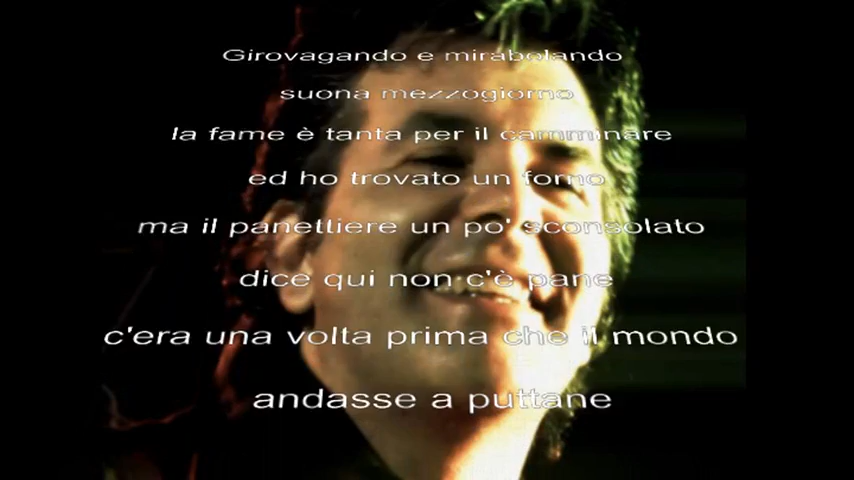 Girovagando e mirabolando
suona mezzogiorno
la fame è tanta per il camminare
ed ho trovato un forno
ma il panettiere un po' sconsolato
dice qui non c'è pane
c'era una volta prima che il mondo
andasse a puttane